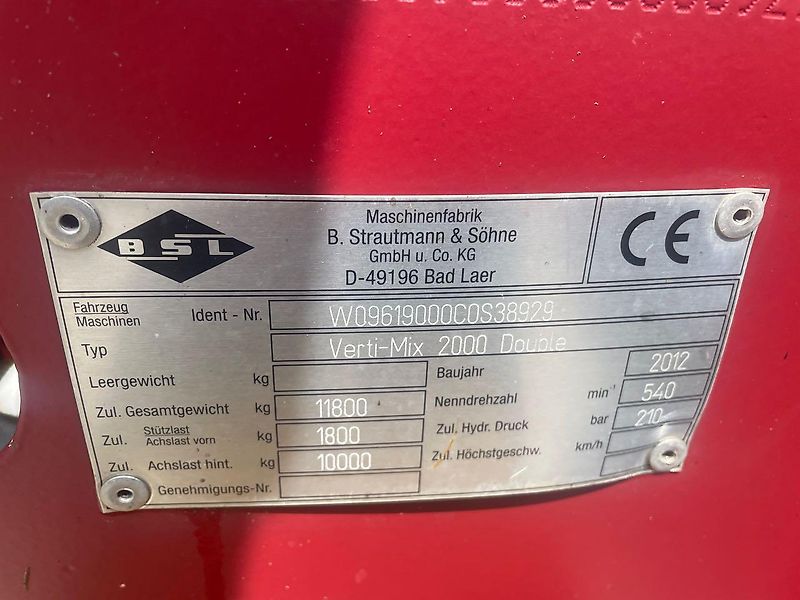 BSL
Maschinenfabrik
B. Strautmann & Söhne
GmbH u. Co. KG
D-49196 Bad Laer
CE
Fahrzeug
Maschinen
Ident - Nr. W09619000C0S38929
Typ Verti-Mix 2000 Double
Leergewicht kg
Zul. Gesamtgewicht kg 11800
Zul. Stützlast
Achslast vorn kg 1800
Zul. Achslast hint. kg 10000
Genehmigungs-Nr.
Baujahr 2012
Nenndrehzahl min⁻¹ 540
Zul. Hydr. Druck bar 210
Zul. Höchstgeschw. km/h